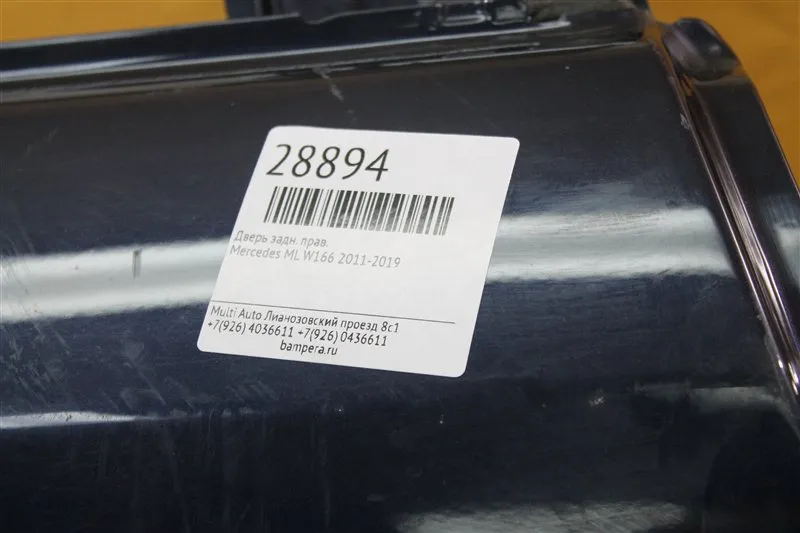 28894
Дверь задн. прав.
Mercedes ML W166 2011-2019
Multi Auto Лианозовский проезд 8с1
+7(926) 4036611 +7(926) 0436611
bampera.ru